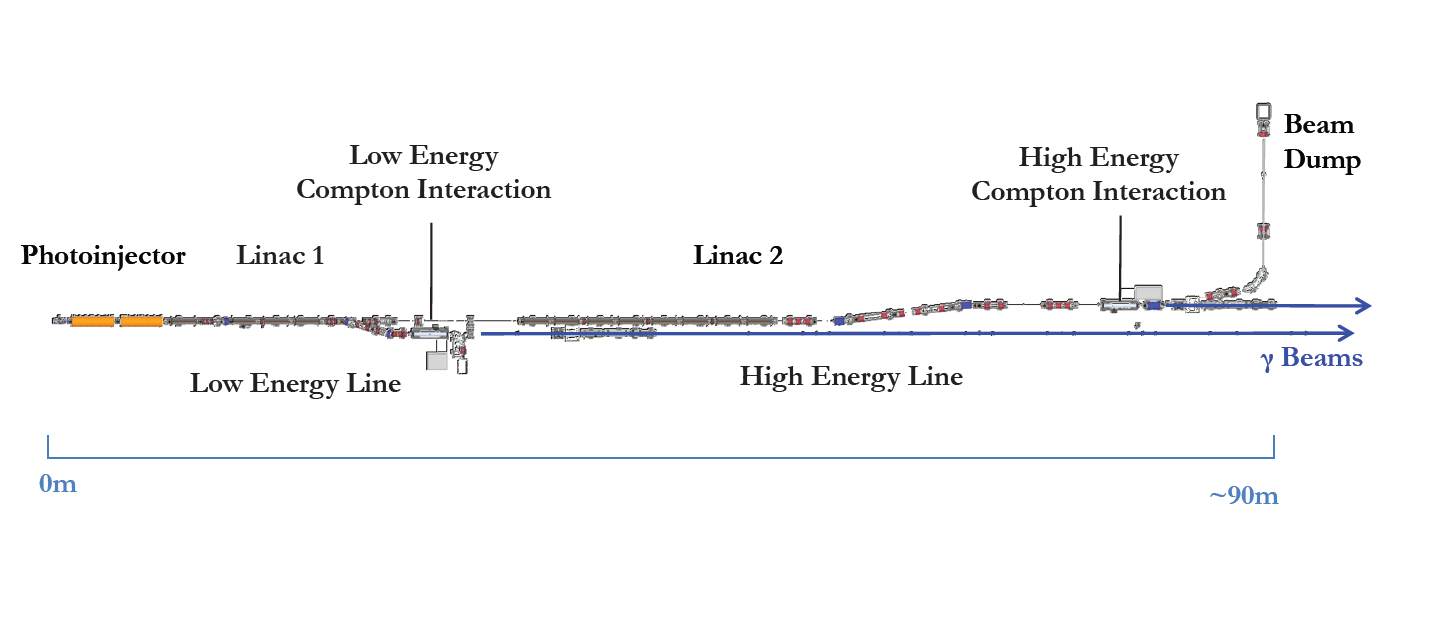 Beam
Dump
Low Energy
Compton Interaction
High Energy
Compton Interaction
Photoinjector
Linac 1
Linac 2
γ Beams
Low Energy Line
High Energy Line
0m
~90m